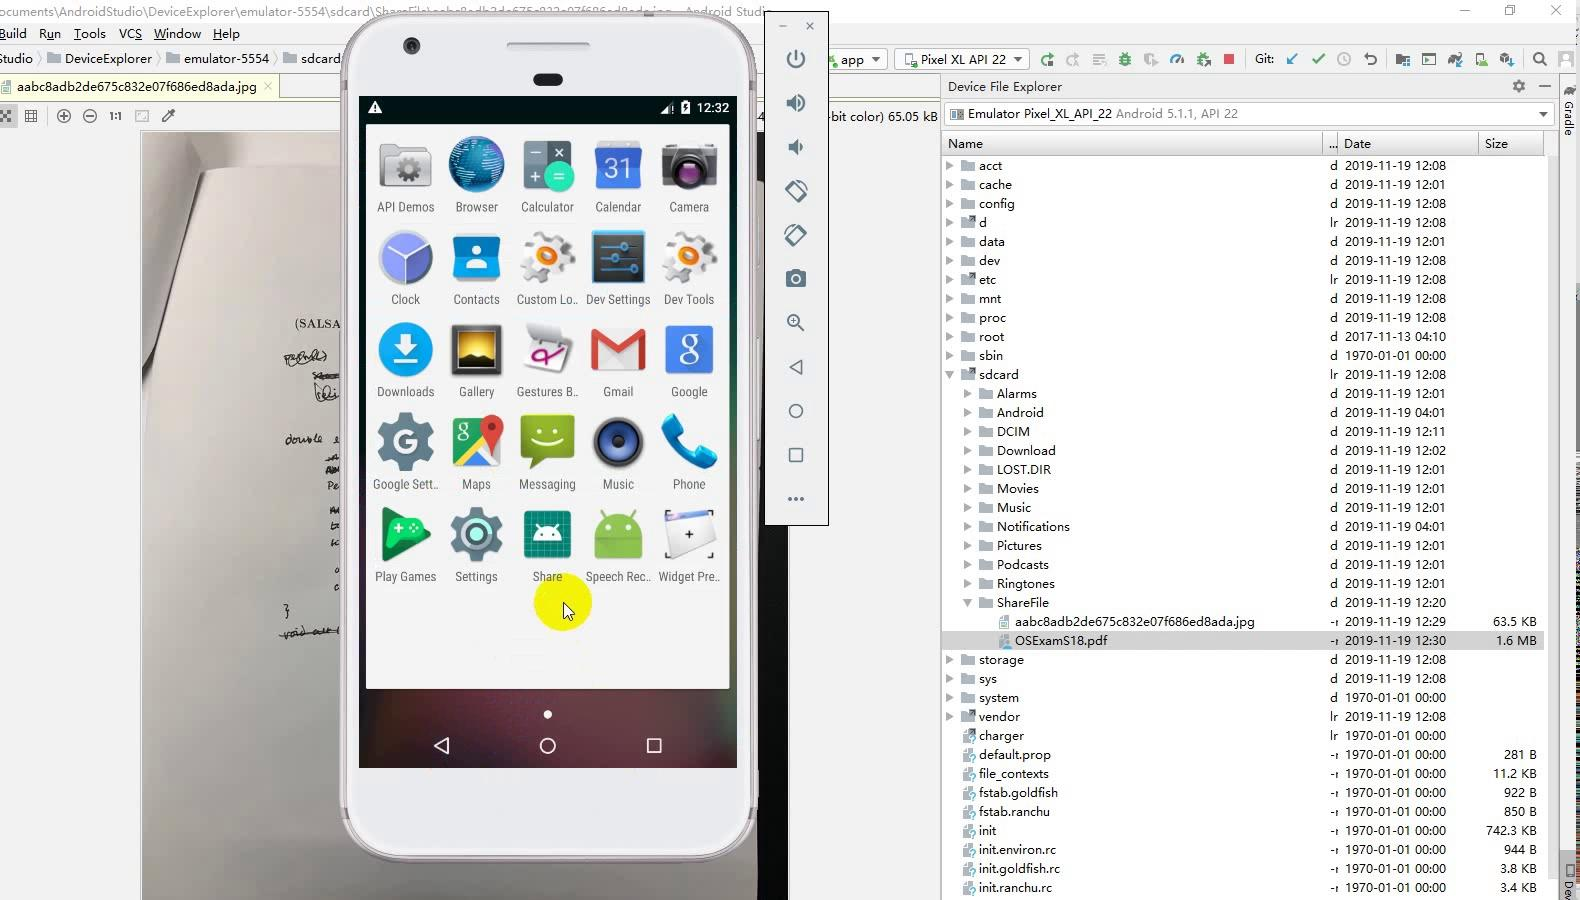 ocuments\AndroidStudio\DeviceExplorer\emulator-5554\sdcard\ShareFile\aabc8adb2de675c832e07f686ed8ada.jpg - Android Studio
Build Run Tools VCS Window Help
Studio DeviceExplorer emulator-5554 sdcard
app Pixel XL API 22 Git:
aabc8adb2de675c832e07f686ed8ada.jpg
1:1
-bit color) 65.05 kB
(SALSA
double
}
12:32
API Demos Browser Calculator Calendar Camera
31
Clock Contacts Custom Lo.. Dev Settings Dev Tools
Downloads Gallery Gestures B.. Gmail Google
Google Sett.. Maps Messaging Music Phone
Play Games Settings Share Speech Rec.. Widget Pre..
Device File Explorer
Emulator Pixel_XL_API_22 Android 5.1.1, API 22
Name ... Date Size
acct d 2019-11-19 12:08
cache d 2019-11-19 12:01
config d 2019-11-19 12:08
d lr 2019-11-19 12:08
data d 2019-11-19 12:01
dev d 2019-11-19 12:08
etc lr 2019-11-19 12:08
mnt d 2019-11-19 12:08
proc d 2019-11-19 12:08
root d 2017-11-13 04:10
sbin d 1970-01-01 00:00
sdcard lr 2019-11-19 12:08
Alarms d 2019-11-19 12:01
Android d 2019-11-19 04:01
DCIM d 2019-11-19 12:11
Download d 2019-11-19 12:02
LOST.DIR d 2019-11-19 12:01
Movies d 2019-11-19 12:01
Music d 2019-11-19 12:01
Notifications d 2019-11-19 04:01
Pictures d 2019-11-19 12:01
Podcasts d 2019-11-19 12:01
Ringtones d 2019-11-19 12:01
ShareFile d 2019-11-19 12:20
aabc8adb2de675c832e07f686ed8ada.jpg -r 2019-11-19 12:29 63.5 KB
OSExamS18.pdf -r 2019-11-19 12:30 1.6 MB
storage d 2019-11-19 12:08
sys d 2019-11-19 12:08
system d 1970-01-01 00:00
vendor lr 2019-11-19 12:08
charger lr 1970-01-01 00:00
default.prop -r 1970-01-01 00:00 281 B
file_contexts -r 1970-01-01 00:00 11.2 KB
fstab.goldfish -r 1970-01-01 00:00 922 B
fstab.ranchu -r 1970-01-01 00:00 850 B
init -r 1970-01-01 00:00 742.3 KB
init.environ.rc -r 1970-01-01 00:00 944 B
init.goldfish.rc -r 1970-01-01 00:00 3.8 KB
init.ranchu.rc -r 1970-01-01 00:00 3.4 KB
Gradle